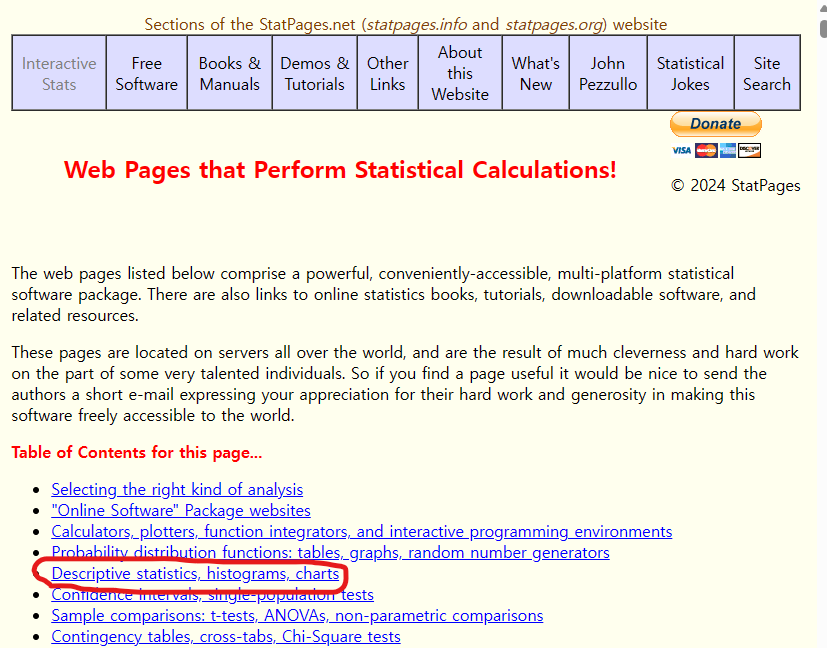 Sections of the StatPages.net (statpages.info and statpages.org) website
Interactive Stats
Free Software
Books & Manuals
Demos & Tutorials
Other Links
About this Website
What's New
John Pezzullo
Statistical Jokes
Site Search
Donate
VISA MasterCard DISCOVER
© 2024 StatPages
Web Pages that Perform Statistical Calculations!
The web pages listed below comprise a powerful, conveniently-accessible, multi-platform statistical
software package. There are also links to online statistics books, tutorials, downloadable software, and
related resources.
These pages are located on servers all over the world, and are the result of much cleverness and hard work
on the part of some very talented individuals. So if you find a page useful it would be nice to send the
authors a short e-mail expressing your appreciation for their hard work and generosity in making this
software freely accessible to the world.
Table of Contents for this page...
Selecting the right kind of analysis
"Online Software" Package websites
Calculators, plotters, function integrators, and interactive programming environments
Probability distribution functions: tables, graphs, random number generators
Descriptive statistics, histograms, charts
Confidence intervals, single-population tests
Sample comparisons: t-tests, ANOVAs, non-parametric comparisons
Contingency tables, cross-tabs, Chi-Square tests